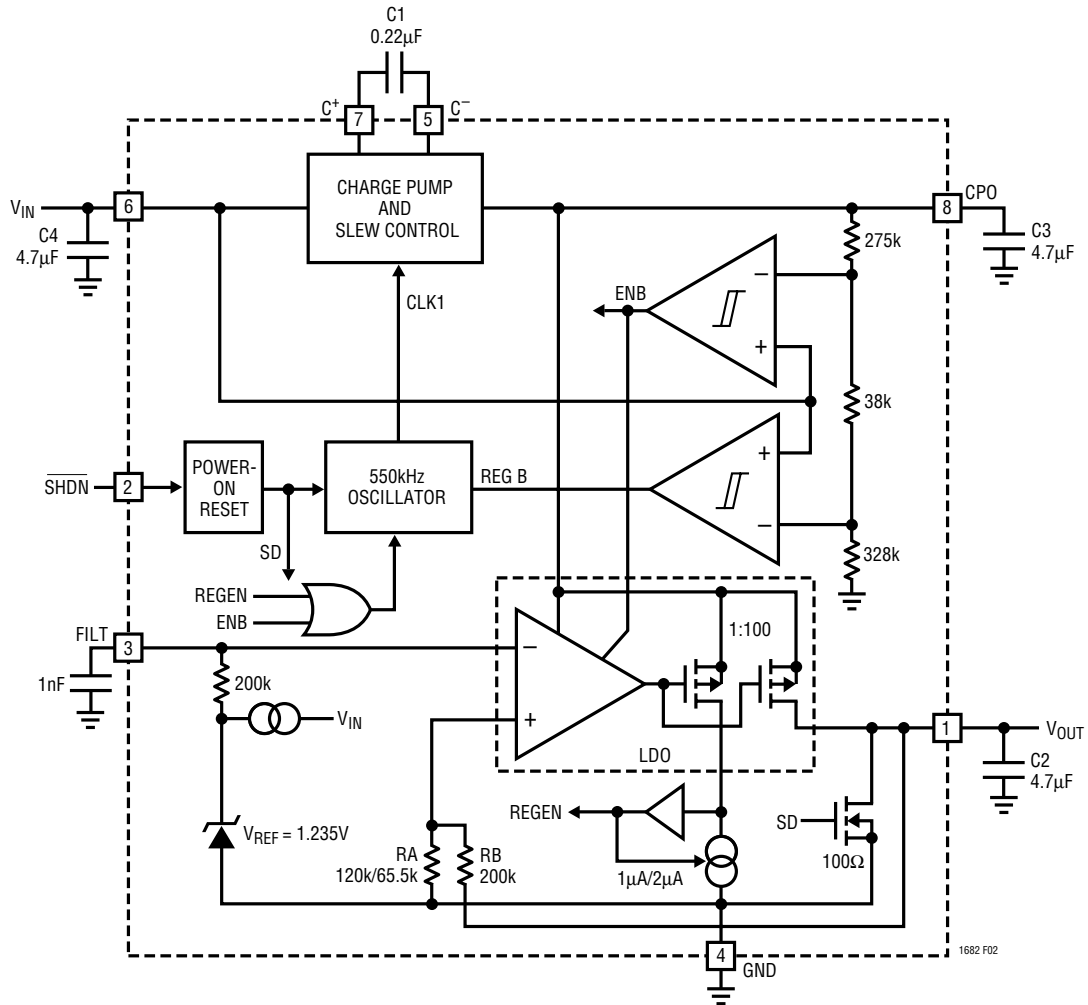 C1
0.22µF
C+
7
5
C−
CHARGE PUMP
AND
SLEW CONTROL
VIN
6
C4
4.7µF
8
CPO
C3
4.7µF
275k
−
ENB
+
CLK1
38k
SHDN
2
POWER-
ON
RESET
550kHz
OSCILLATOR
REG B
+
−
328k
SD
REGEN
ENB
FILT
3
1nF
200k
VIN
VREF = 1.235V
−
+
1:100
LDO
1
VOUT
C2
4.7µF
REGEN
SD
100Ω
RA
120k/65.5k
RB
200k
1µA/2µA
4
GND
1682 F02